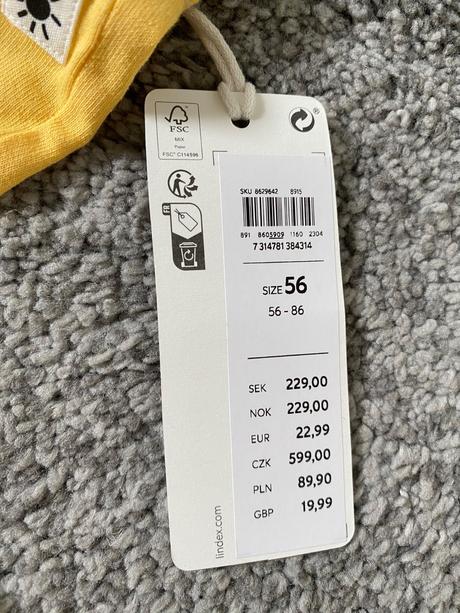 FSC
MIX
Paper
FSC® C114596
®
FR
SKU 8629642 8915
891 8605909 1160 2304
7 314781 384314
SIZE 56
56 - 86
SEK 229,00
NOK 229,00
EUR 22,99
CZK 599,00
PLN 89,90
GBP 19,99
lindex.com